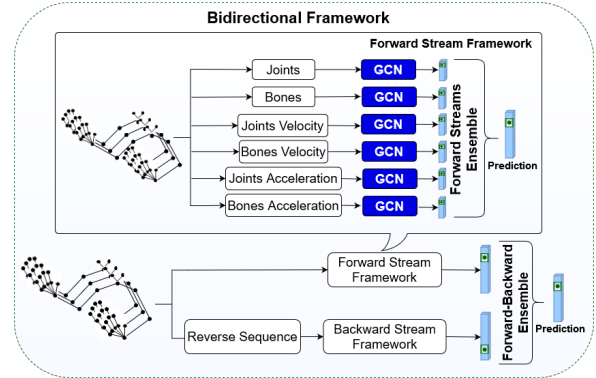 Bidirectional Framework
Forward Stream Framework
Joints
GCN
Bones
GCN
Joints Velocity
GCN
Bones Velocity
GCN
Joints Acceleration
GCN
Bones Acceleration
GCN
Forward Streams
Ensemble
Prediction
Forward Stream
Framework
Reverse Sequence
Backward Stream
Framework
Forward-Backward
Ensemble
Prediction